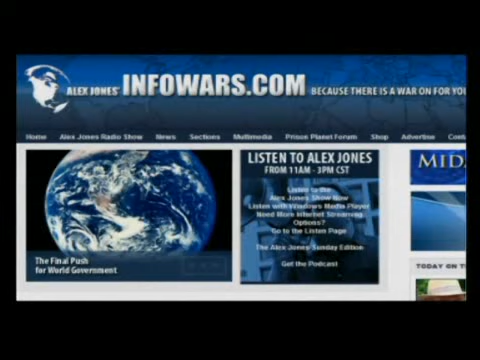 ALEX JONES' INFOWARS.COM BECAUSE THERE IS A WAR ON FOR YOU
Home Alex Jones Radio Show News Sections Multimedia Prison Planet Forum Shop Advertise Cont
LISTEN TO ALEX JONES
FROM 11AM - 3PM CST
Listen to the
Alex Jones Show Now
Listen with Windows Media Player
Need More Internet Streaming
Options?
Go to the Listen Page
The Alex Jones Sunday Edition
Get the Podcast
The Final Push
for World Government
MIDA
TODAY ON T